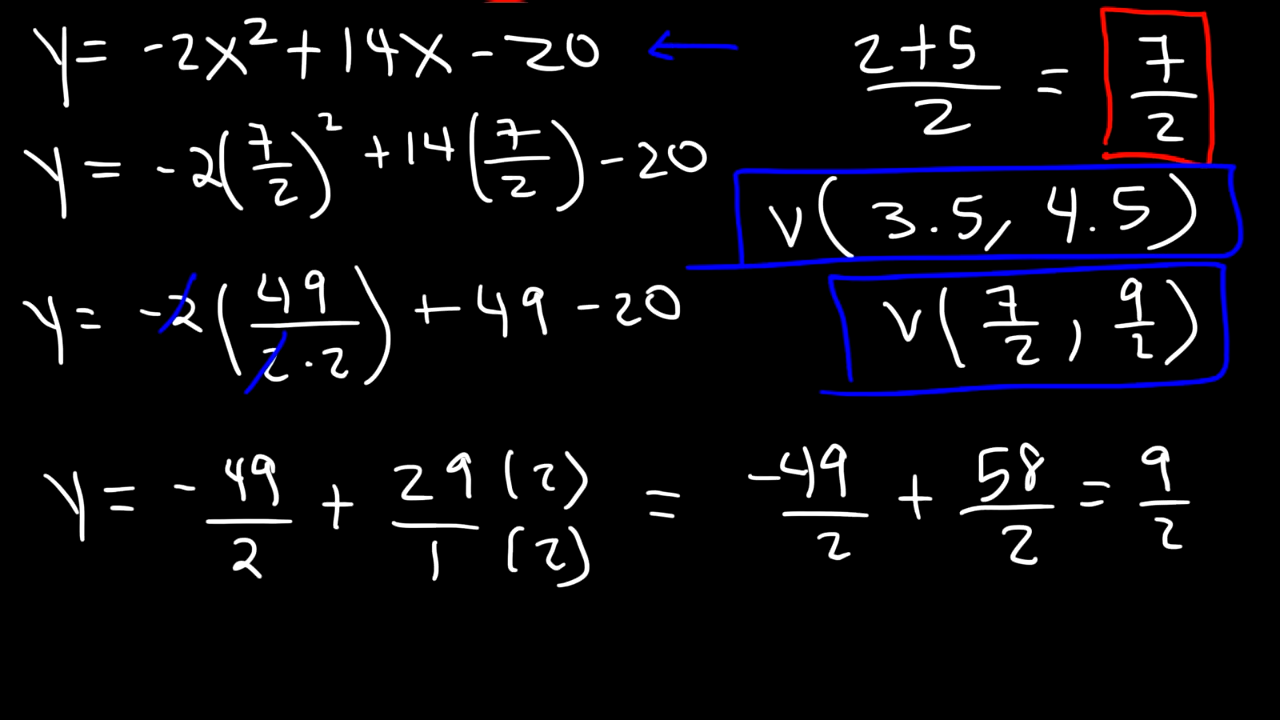 y = -2x² + 14x - 20 ←
(2+5)/2 = 7/2
y = -2(7/2)² + 14(7/2) - 20
v(3.5, 4.5)
y = -2(49/(2·2)) + 49 - 20
v(7/2, 9/2)
y = -49/2 + 29(2)/1(2) = -49/2 + 58/2 = 9/2